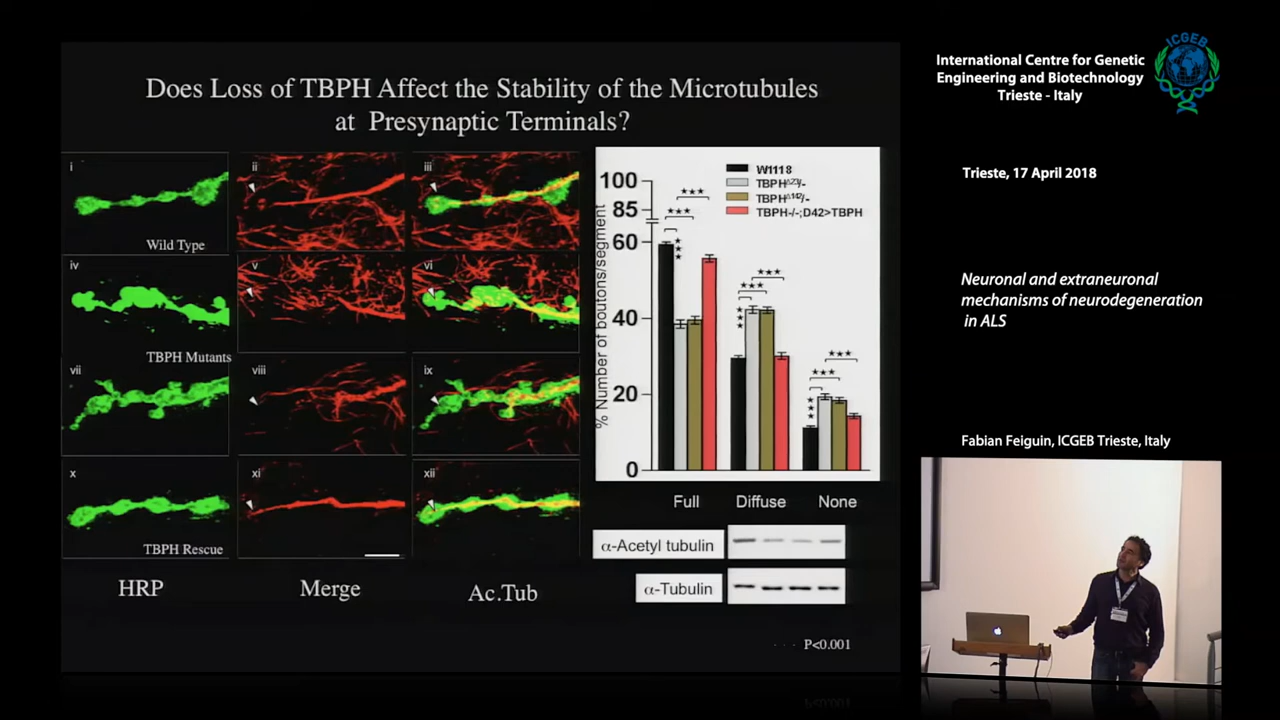 Does Loss of TBPH Affect the Stability of the Microtubules
at Presynaptic Terminals?
i
ii
iii
Wild Type
iv
v
vi
TBPH Mutants
vii
viii
ix
x
xi
xii
TBPH Rescue
HRP
Merge
Ac.Tub
% Number of boutons/segment
100
85
60
40
20
0
W1118
TBPHΔ23/-
TBPHΔ142/-
TBPH-/-;D42>TBPH
★★★
★★★
★★★
★★★
★★★
★★★
★★★
★★★
★★★
Full
Diffuse
None
α-Acetyl tubulin
α-Tubulin
P<0.001
International Centre for Genetic
Engineering and Biotechnology
Trieste - Italy
ICGEB
Trieste, 17 April 2018
Neuronal and extraneuronal
mechanisms of neurodegeneration
in ALS
Fabian Feiguin, ICGEB Trieste, Italy